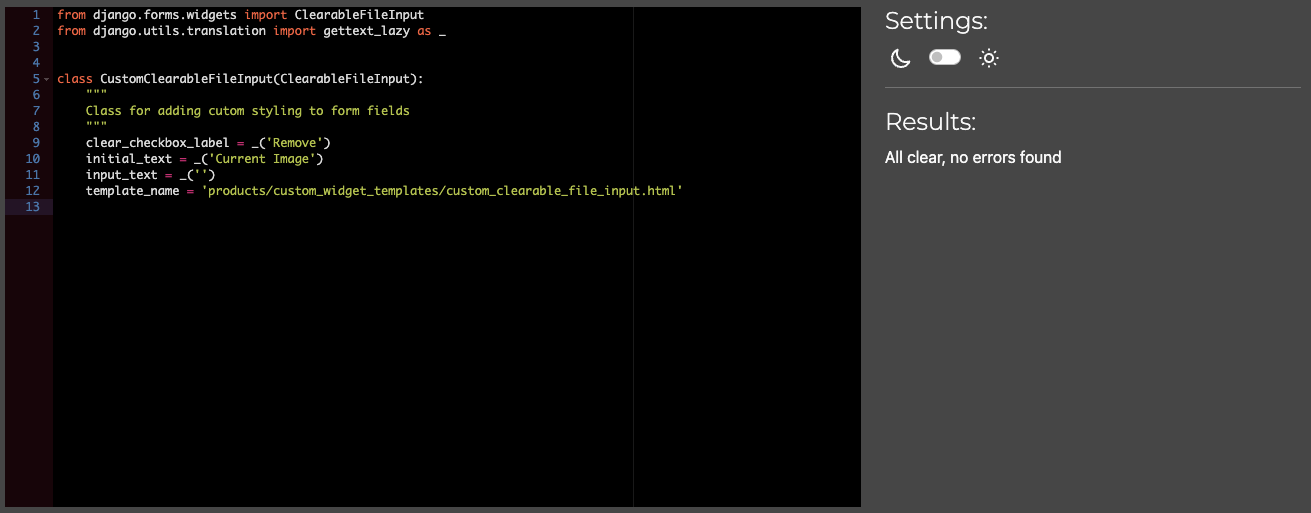 1 from django.forms.widgets import ClearableFileInput
2 from django.utils.translation import gettext_lazy as _
3
4
5 class CustomClearableFileInput(ClearableFileInput):
6 """
7 Class for adding cutom styling to form fields
8 """
9 clear_checkbox_label = _('Remove')
10 initial_text = _('Current Image')
11 input_text = _('')
12 template_name = 'products/custom_widget_templates/custom_clearable_file_input.html'
13
Settings:
Results:
All clear, no errors found